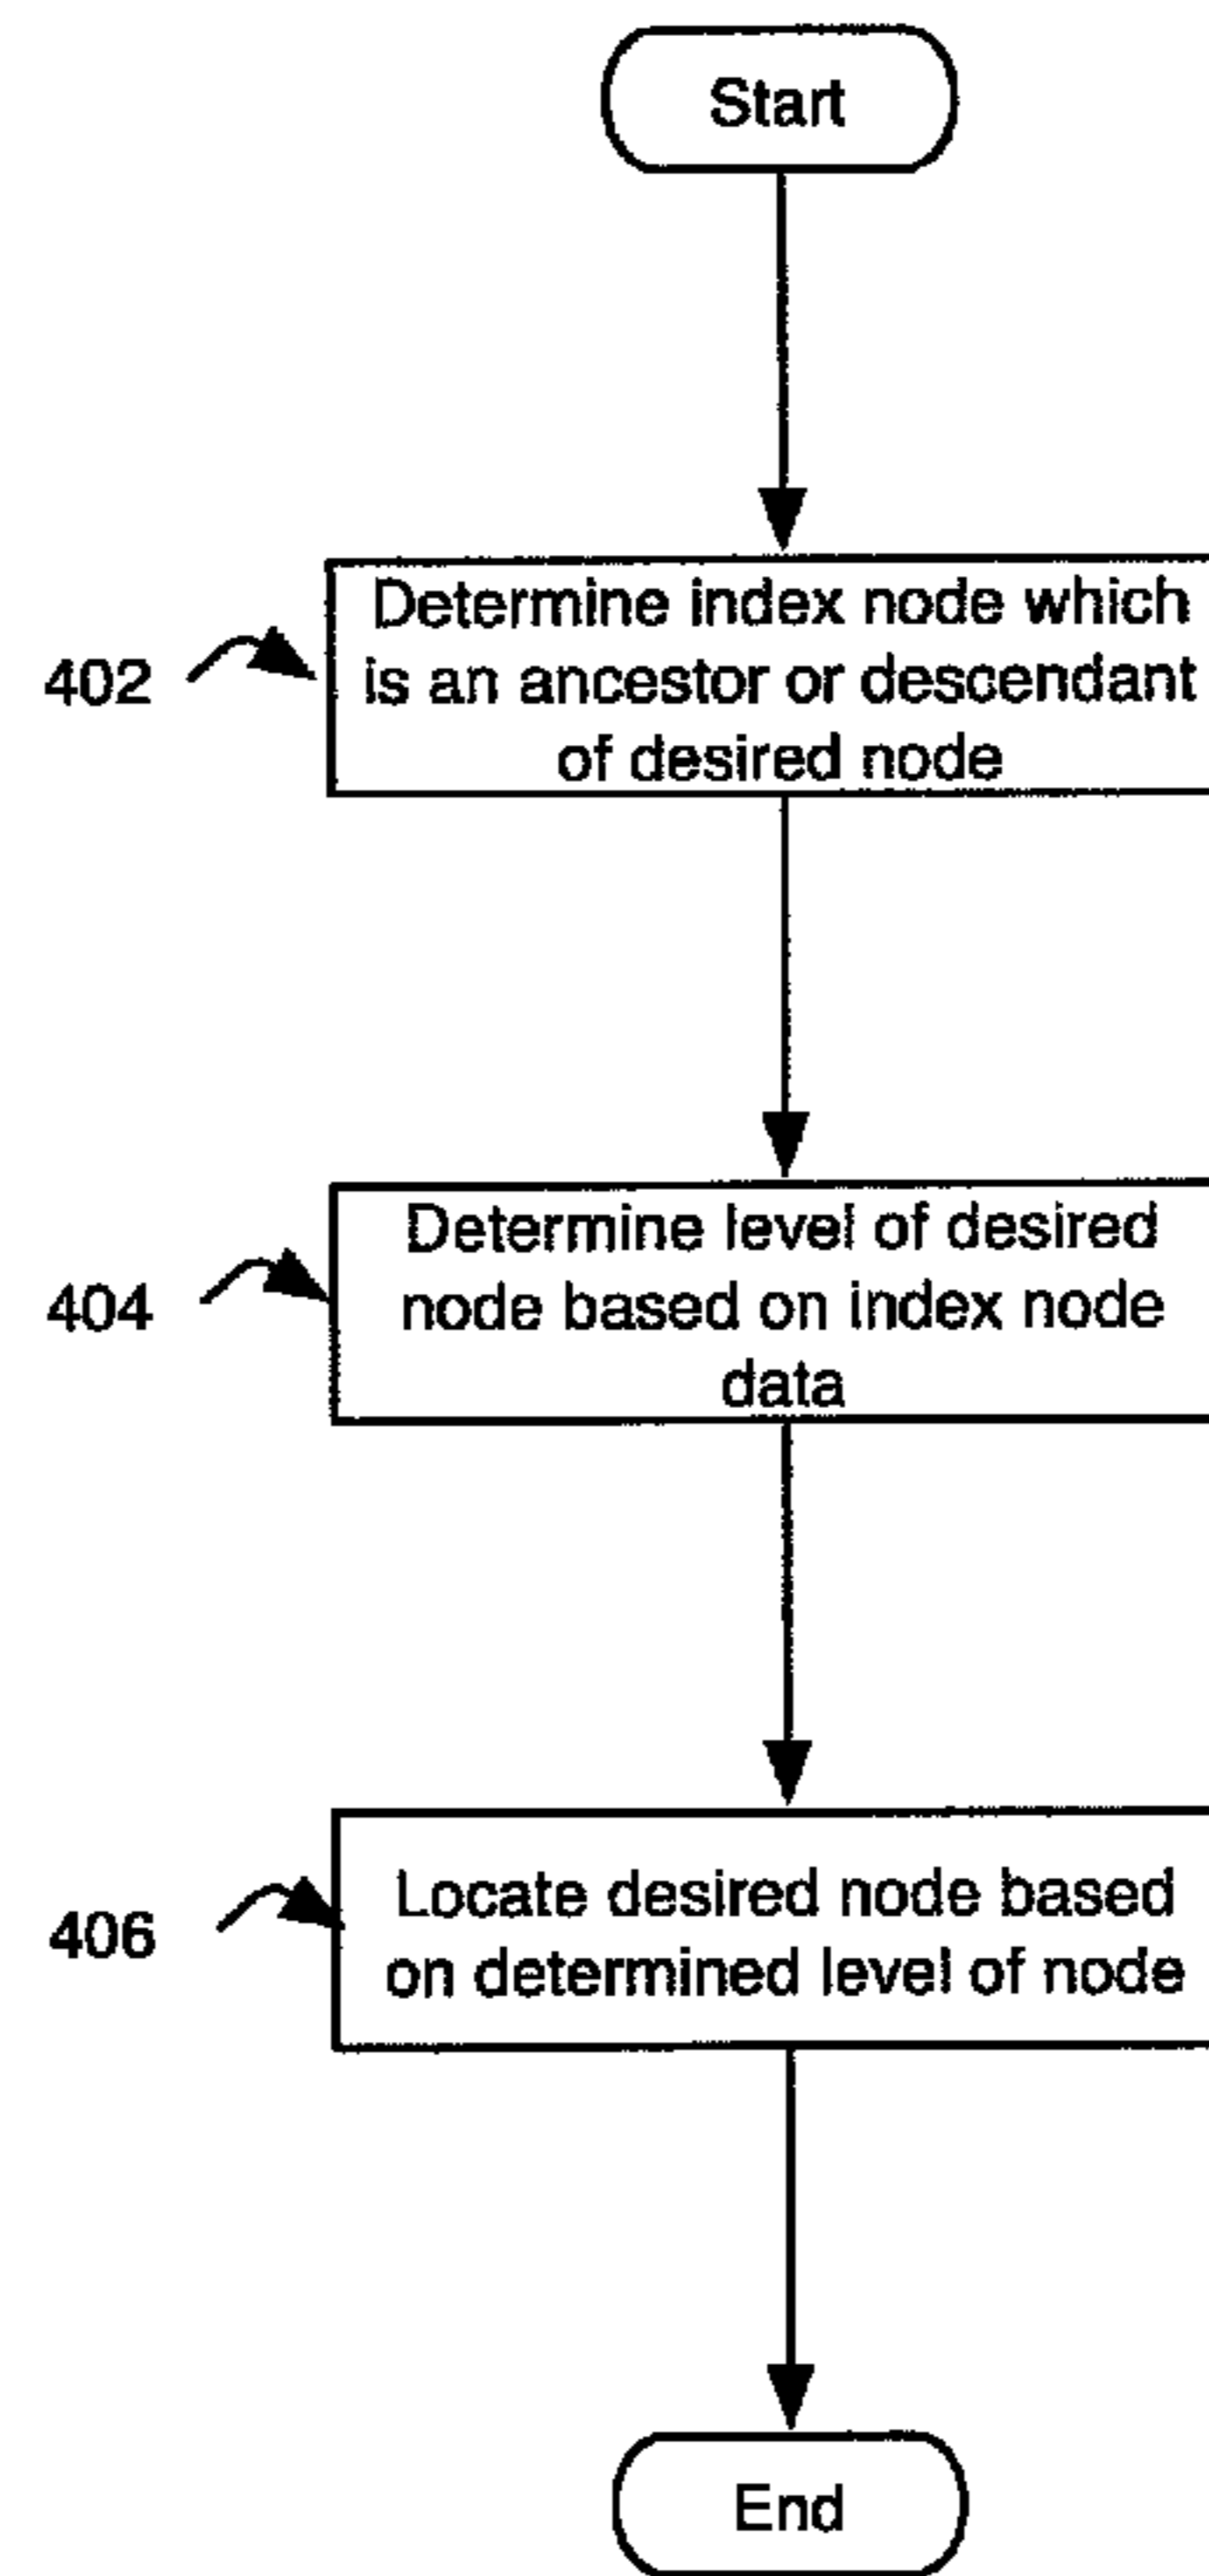 Start
402
Determine index node which
is an ancestor or descendant
of desired node
404
Determine level of desired
node based on index node
data
406
Locate desired node based
on determined level of node
End